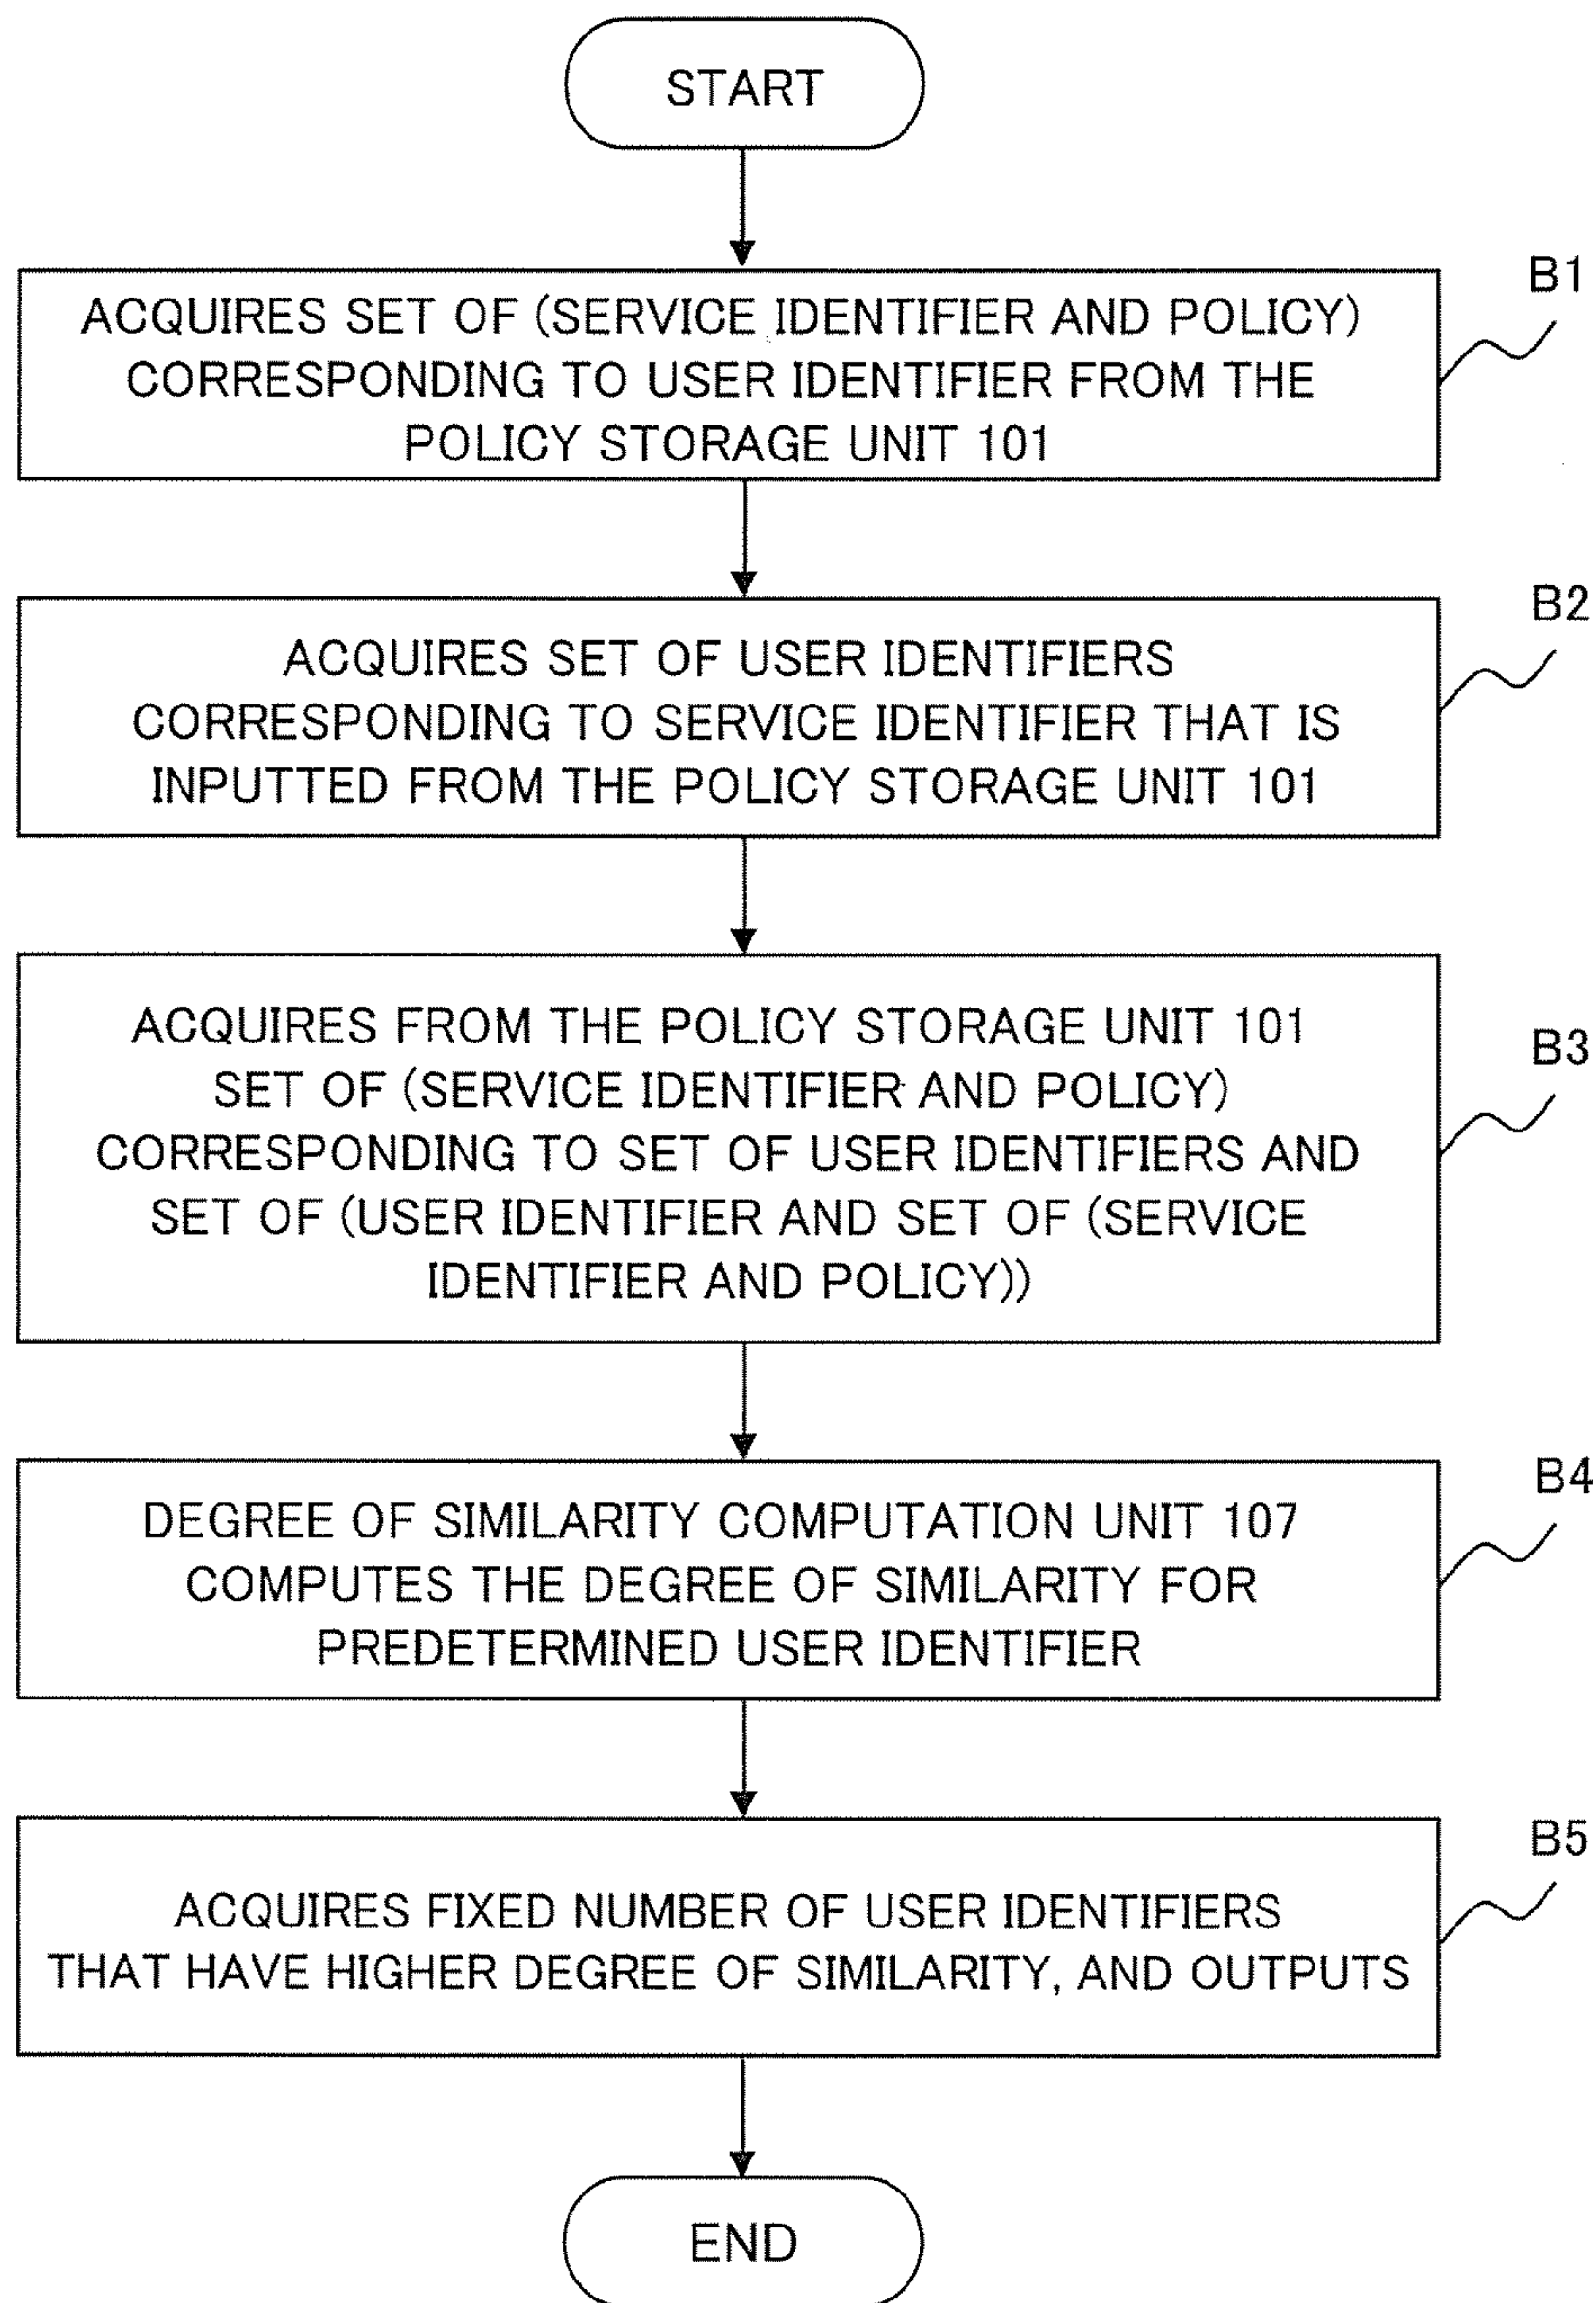 START
B1
ACQUIRES SET OF (SERVICE IDENTIFIER AND POLICY)
CORRESPONDING TO USER IDENTIFIER FROM THE
POLICY STORAGE UNIT 101
B2
ACQUIRES SET OF USER IDENTIFIERS
CORRESPONDING TO SERVICE IDENTIFIER THAT IS
INPUTTED FROM THE POLICY STORAGE UNIT 101
B3
ACQUIRES FROM THE POLICY STORAGE UNIT 101
SET OF (SERVICE IDENTIFIER AND POLICY)
CORRESPONDING TO SET OF USER IDENTIFIERS AND
SET OF (USER IDENTIFIER AND SET OF (SERVICE
IDENTIFIER AND POLICY))
B4
DEGREE OF SIMILARITY COMPUTATION UNIT 107
COMPUTES THE DEGREE OF SIMILARITY FOR
PREDETERMINED USER IDENTIFIER
B5
ACQUIRES FIXED NUMBER OF USER IDENTIFIERS
THAT HAVE HIGHER DEGREE OF SIMILARITY, AND OUTPUTS
END